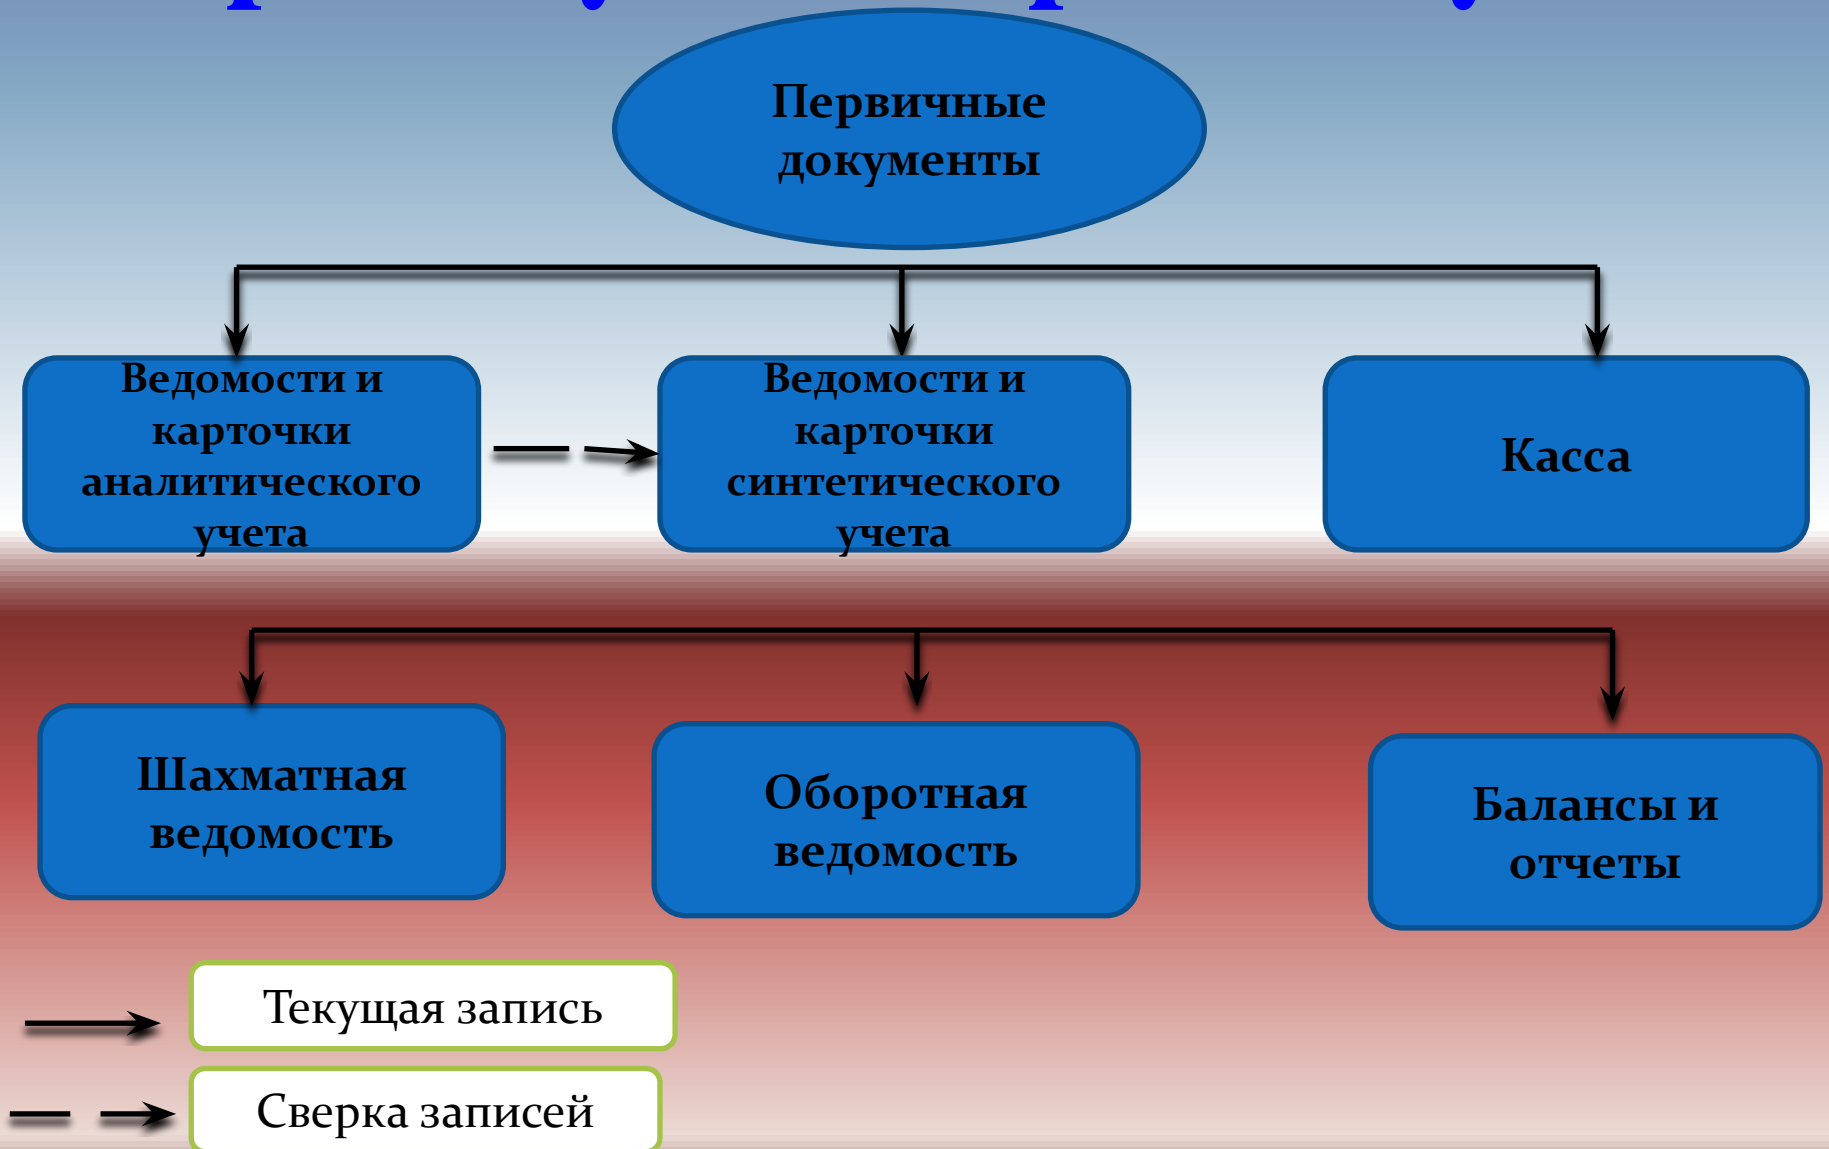 Первичные
документы
Ведомости и
карточки
аналитического
учета
Ведомости и
карточки
синтетического
учета
Касса
Шахматная
ведомость
Оборотная
ведомость
Балансы и
отчеты
Текущая запись
Сверка записей